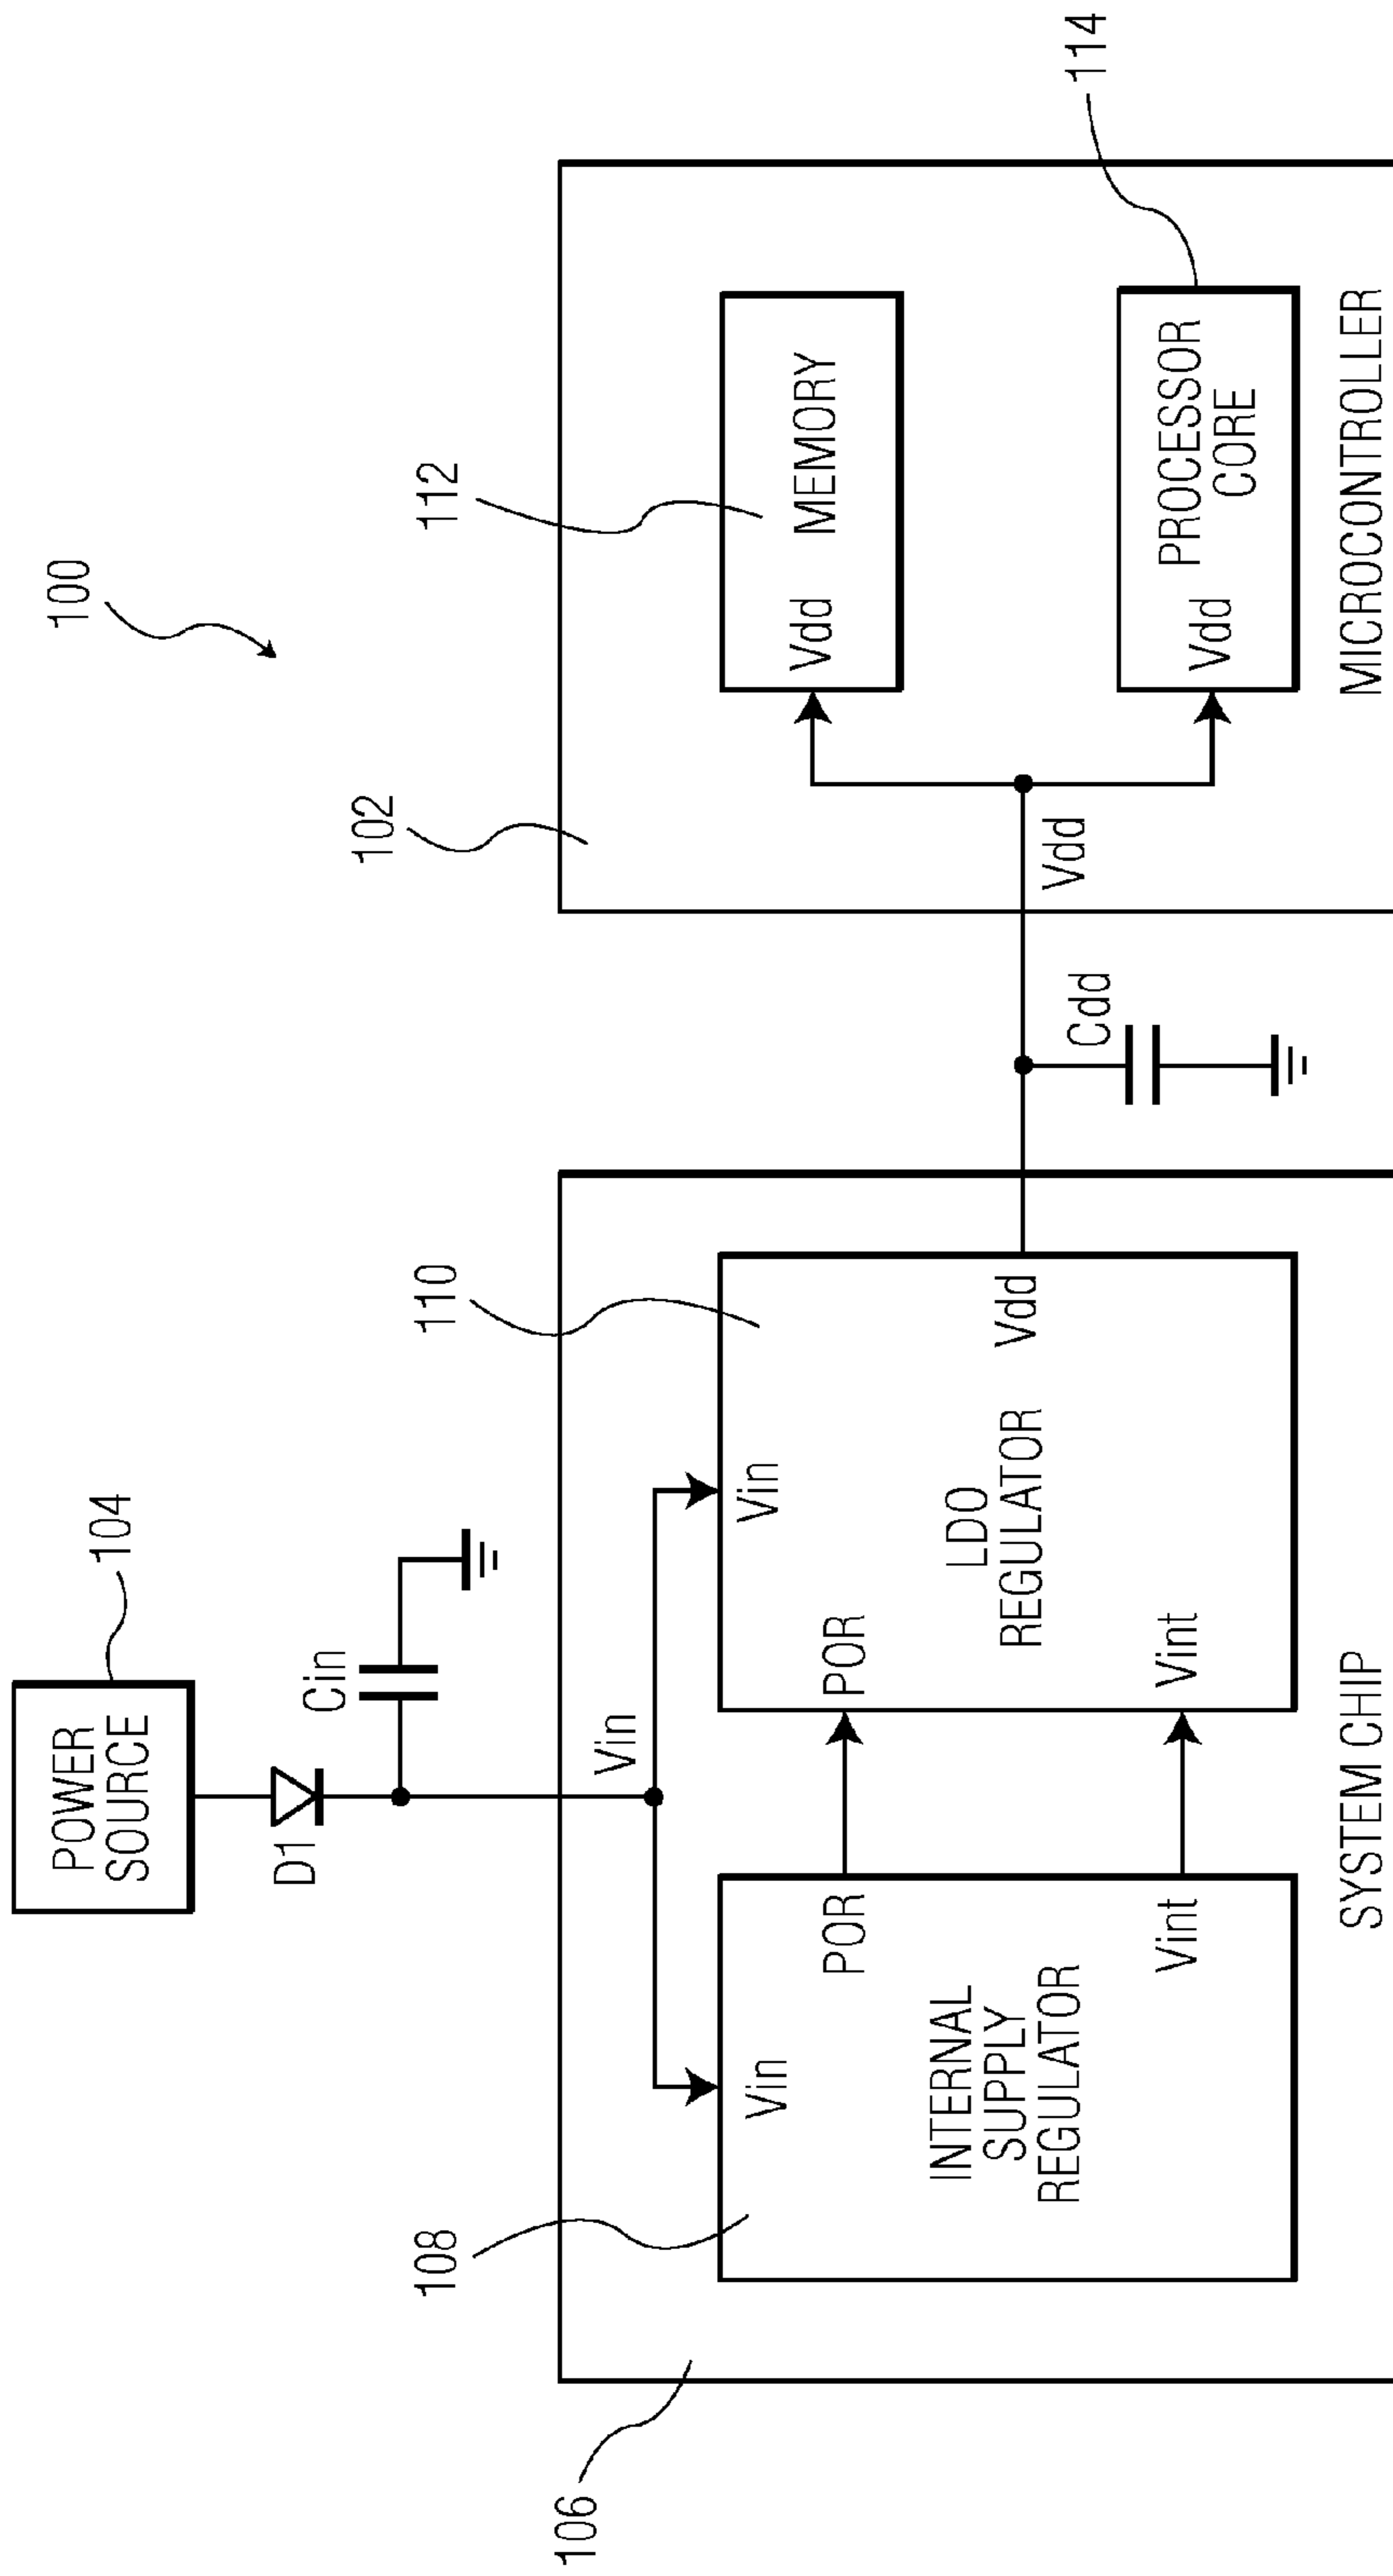 100
POWER
SOURCE
104
D1
Cin
Vin
106
108
Vin
INTERNAL
SUPPLY
REGULATOR
POR
Vint
110
Vin
POR
LDO
REGULATOR
Vint
Vdd
SYSTEM CHIP
Cdd
102
Vdd
112
Vdd MEMORY
114
Vdd PROCESSOR
CORE
MICROCONTROLLER